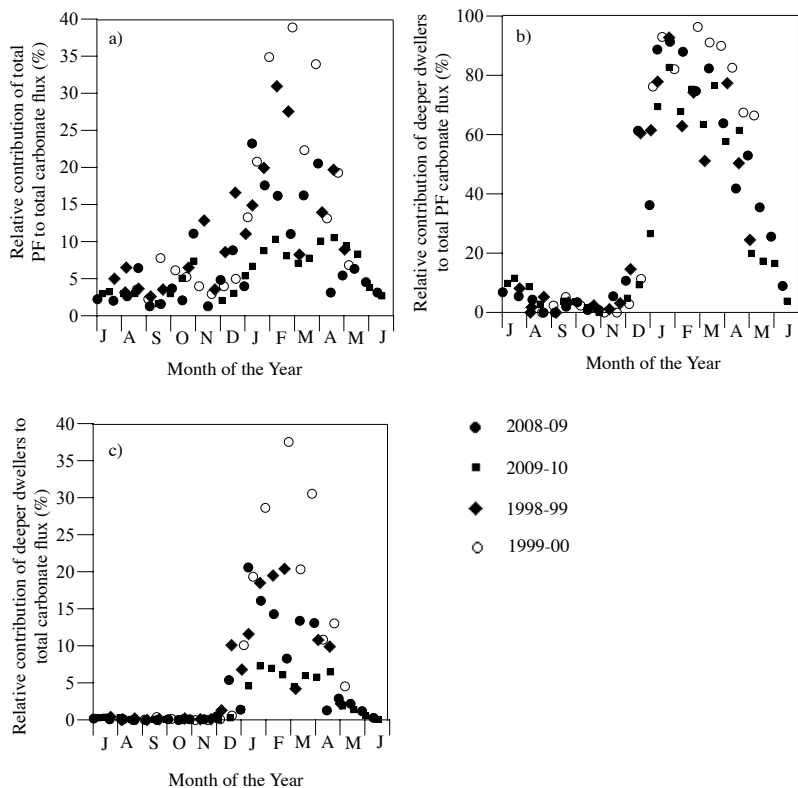 Relative contribution of total
PF to total carbonate flux (%)
a)
40
35
30
25
20
15
10
5
0
J A S O N D J F M A M J
Month of the Year
Relative contribution of deeper dwellers
to total PF carbonate flux (%)
b)
100
80
60
40
20
0
J A S O N D J F M A M J
Month of the Year
Relative contribution of deeper dwellers to
total carbonate flux (%)
c)
40
35
30
25
20
15
10
5
0
J A S O N D J F M A M J
Month of the Year
2008-09
2009-10
1998-99
1999-00